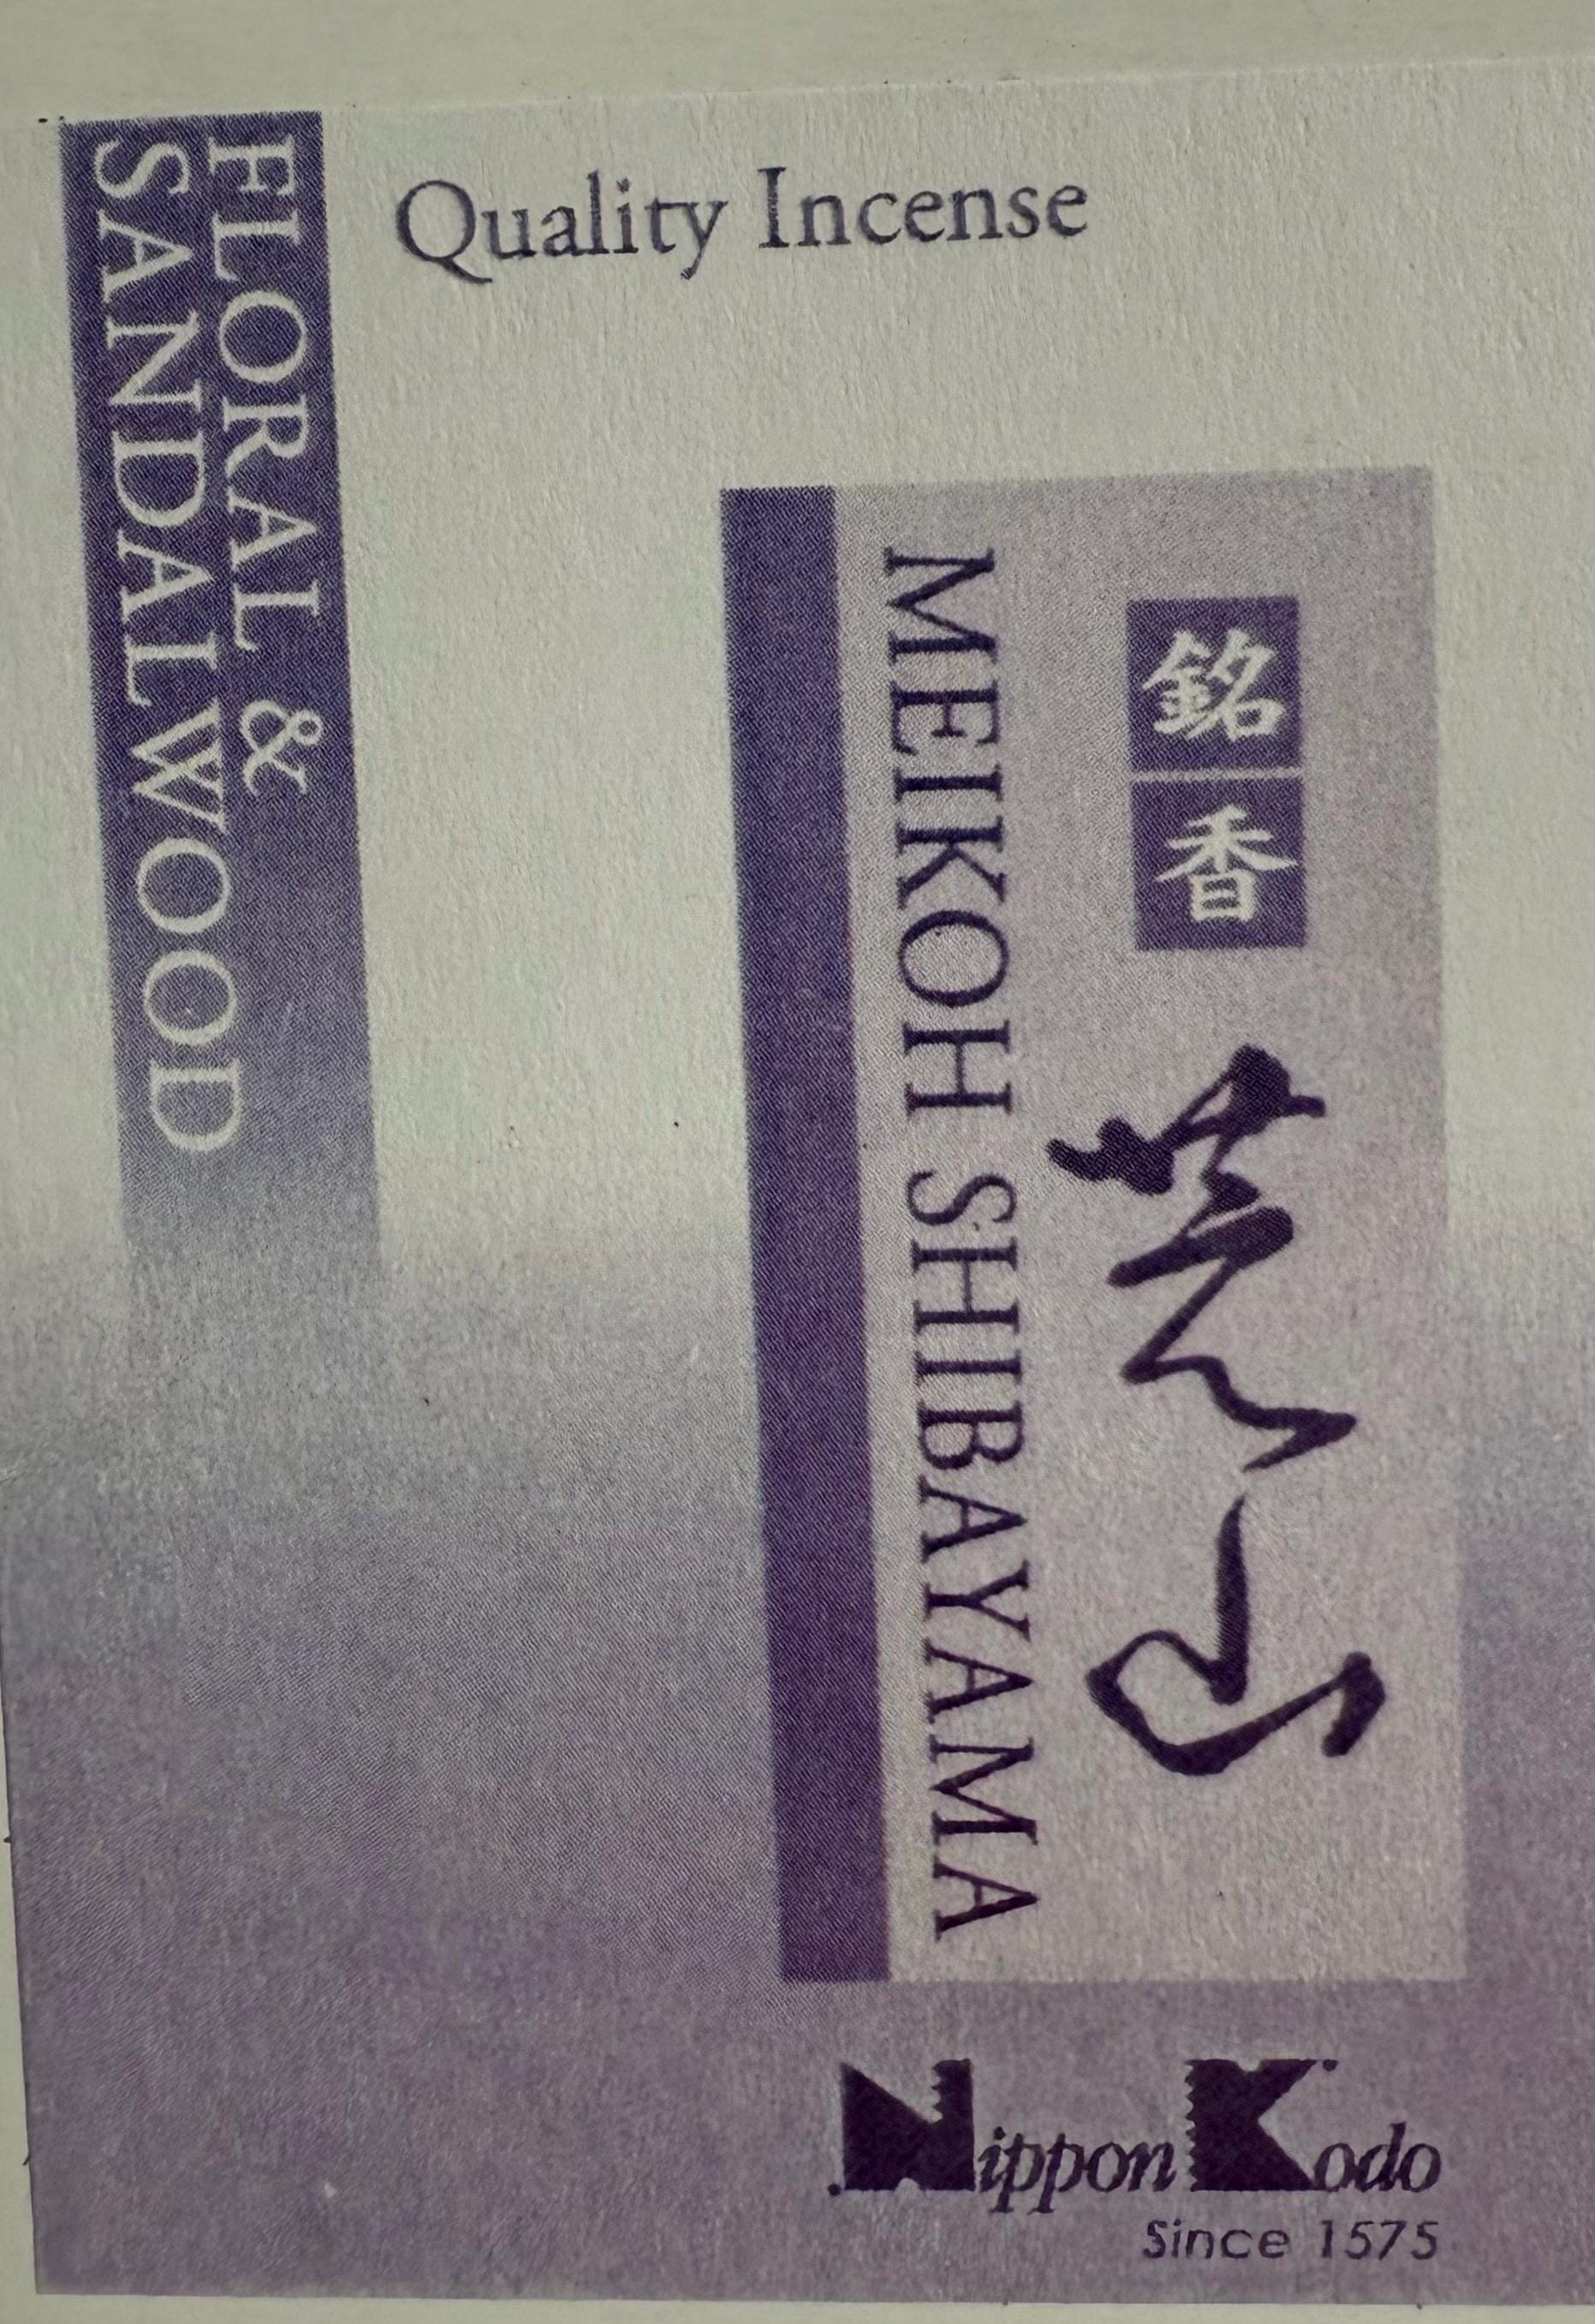 Quality Incense
FLORAL &
SANDALWOOD
銘香
芝山
MEIKOH SHIBAYAMA
Nippon Kodo
Since 1575